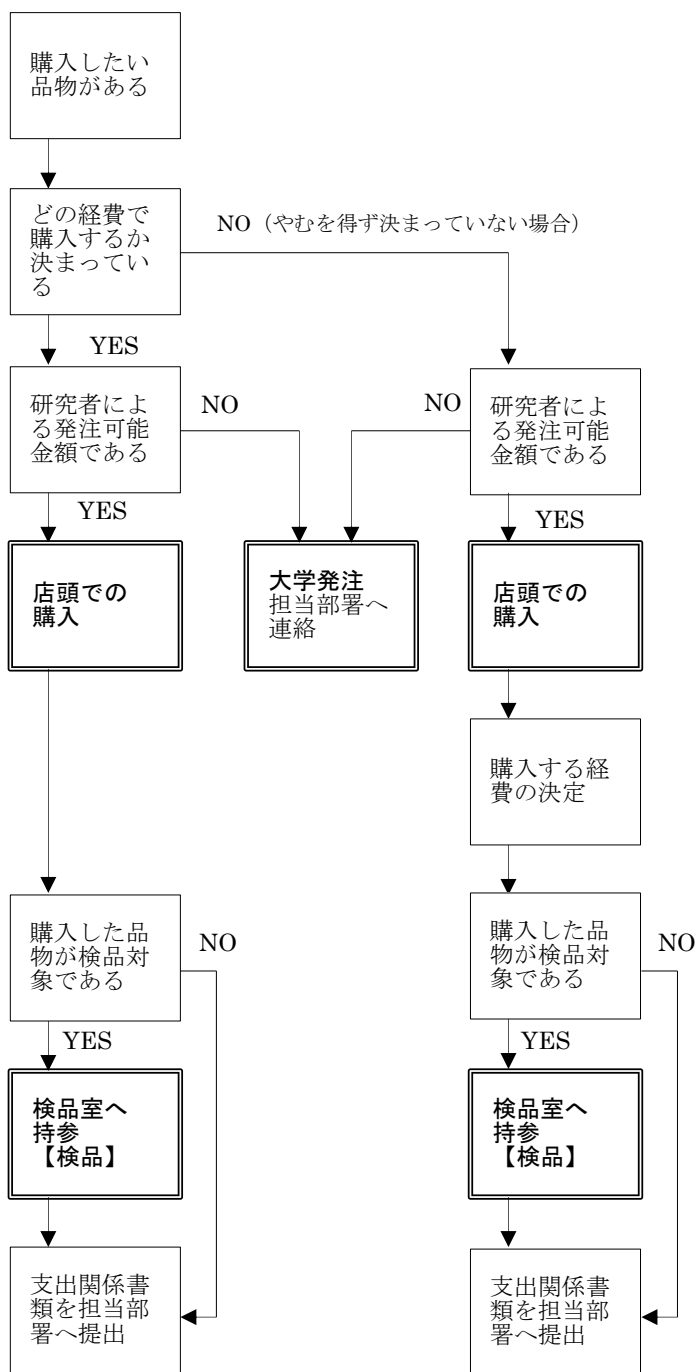 購入したい
品物がある
どの経費で
購入するか
決まってい
る
NO（やむを得ず決まっていない場合）
YES
研究者によ
る発注可能
金額である
NO
NO
研究者によ
る発注可能
金額である
YES
YES
店頭での
購入
大学発注
担当部署へ
連絡
店頭での
購入
購入する経
費の決定
購入した品
物が検品対
象である
NO
購入した品
物が検品対
象である
NO
YES
YES
検品室へ
持参
【検品】
検品室へ
持参
【検品】
支出関係書
類を担当部
署へ提出
支出関係書
類を担当部
署へ提出